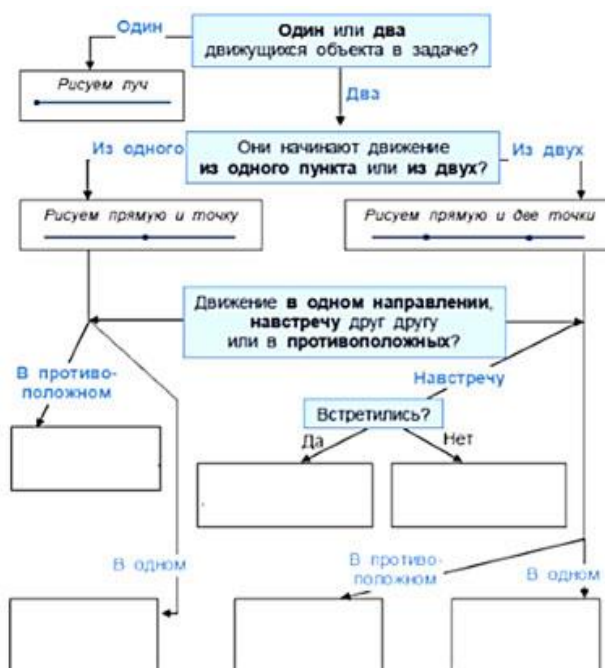 Один или два
движущихся объекта в задаче?
Один
Рисуем луч
Два
Из одного
Они начинают движение
из одного пункта или из двух?
Из двух
Рисуем прямую и точку
Рисуем прямую и две точки
Движение в одном направлении,
навстречу друг другу
или в противоположных?
В противо-
положном
Навстречу
Встретились?
Да
Нет
В одном
В противо-
положном
В одном